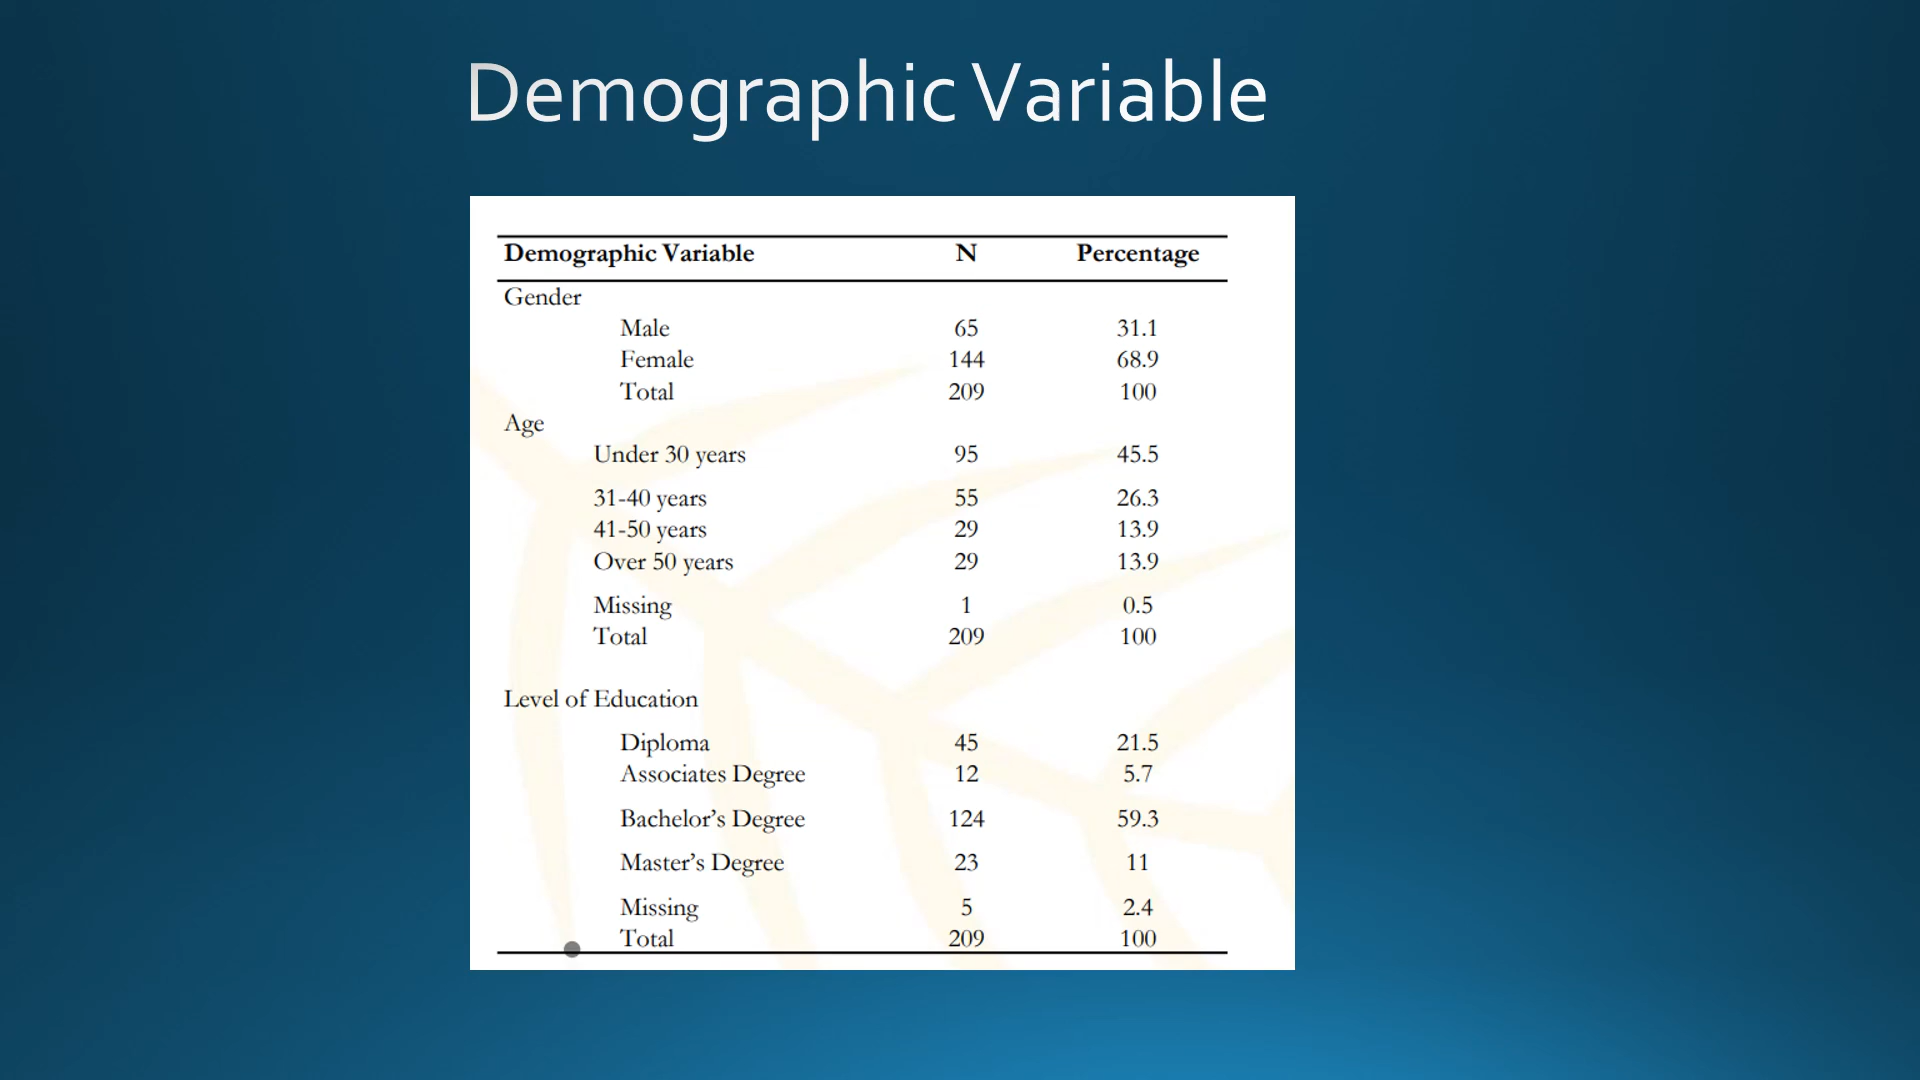 Demographic Variable
Demographic Variable N Percentage
Gender
Male 65 31.1
Female 144 68.9
Total 209 100
Age
Under 30 years 95 45.5
31-40 years 55 26.3
41-50 years 29 13.9
Over 50 years 29 13.9
Missing 1 0.5
Total 209 100
Level of Education
Diploma 45 21.5
Associates Degree 12 5.7
Bachelor’s Degree 124 59.3
Master’s Degree 23 11
Missing 5 2.4
Total 209 100